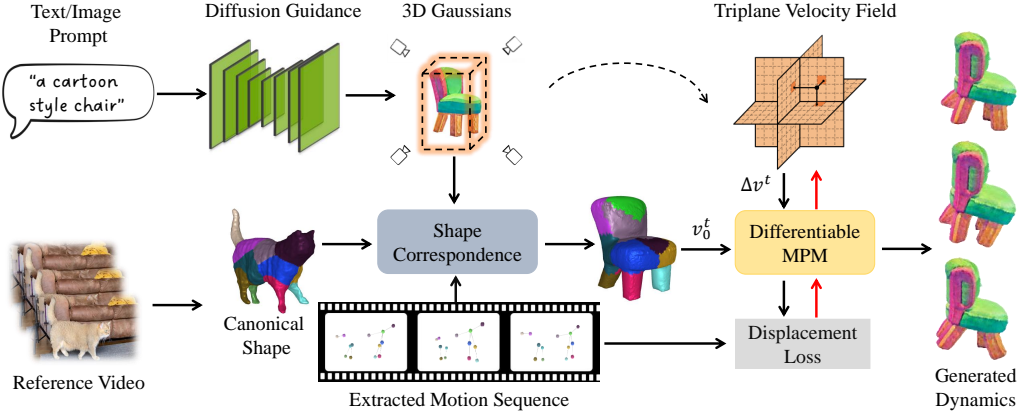 Text/Image
Prompt
Diffusion Guidance
3D Gaussians
Triplane Velocity Field
"a cartoon
style chair"
Δv^t
Shape
Correspondence
v_0^t
Differentiable
MPM
Canonical
Shape
Displacement
Loss
Reference Video
Extracted Motion Sequence
Generated
Dynamics